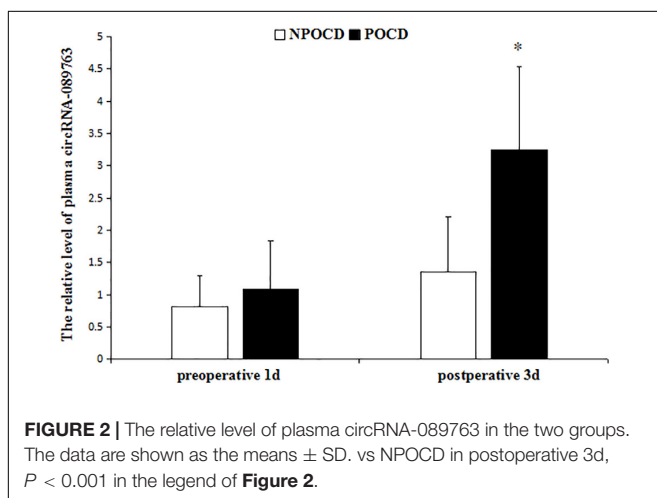 NPOCD POCD
The relative level of plasma circRNA-089763
5
4.5
4
3.5
3
2.5
2
1.5
1
0.5
0
*
preoperative 1d
postperative 3d
FIGURE 2 | The relative level of plasma circRNA-089763 in the two groups.
The data are shown as the means ± SD. vs NPOCD in postoperative 3d,
P < 0.001 in the legend of Figure 2.